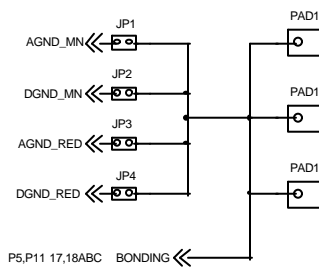 JP1
PAD1
AGND_MN
JP2
DGND_MN
PAD1
JP3
AGND_RED
PAD1
JP4
DGND_RED
P5,P11 17,18ABC BONDING